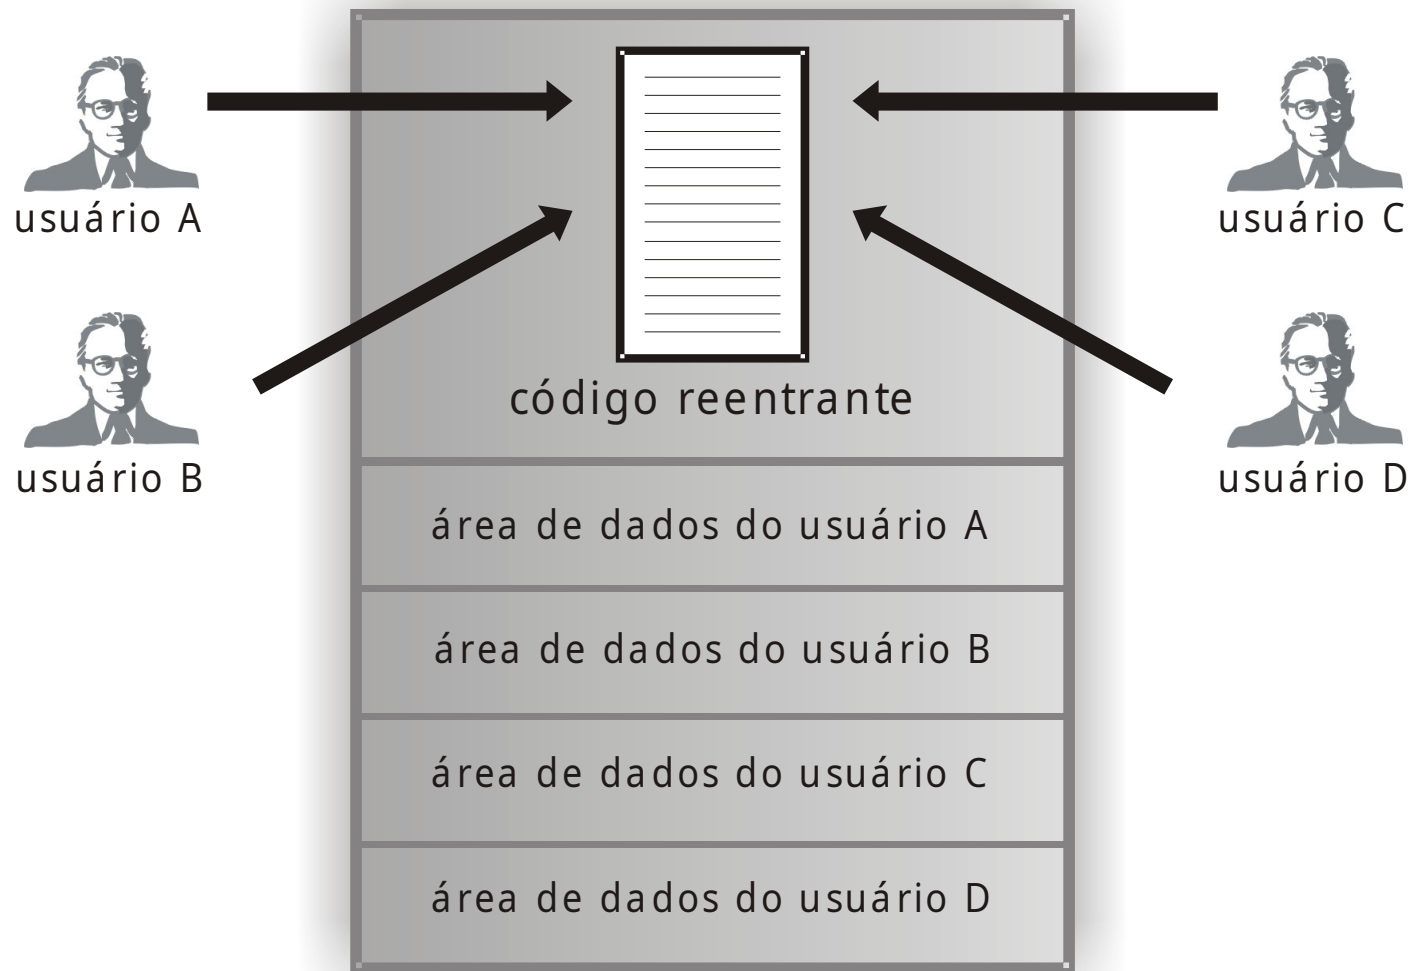 usuário A
usuário C
usuário B
usuário D
código reentrante
área de dados do usuário A
área de dados do usuário B
área de dados do usuário C
área de dados do usuário D